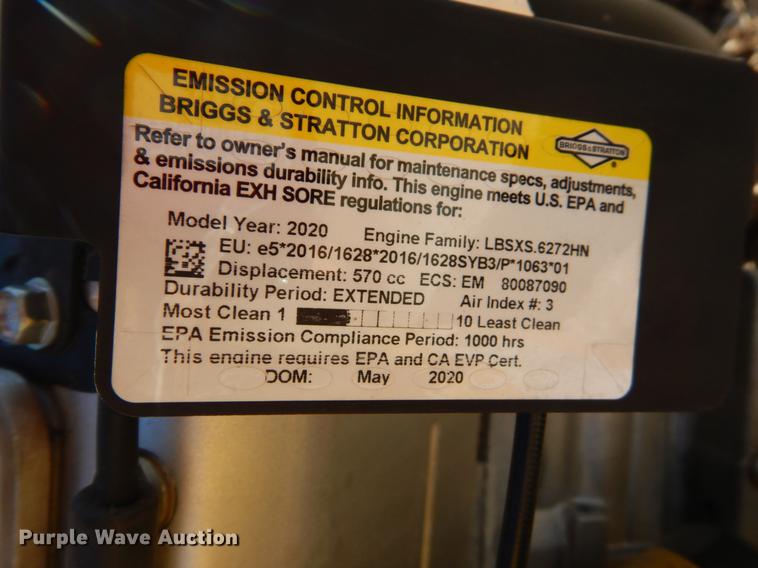 EMISSION CONTROL INFORMATION
BRIGGS & STRATTON CORPORATION
BRIGGS & STRATTON
Refer to owner's manual for maintenance specs, adjustments,
& emissions durability info. This engine meets U.S. EPA and
California EXH SORE regulations for:
Model Year: 2020 Engine Family: LBSXS.6272HN
EU: e5*2016/1628*2016/1628SYB3/P*1063*01
Displacement: 570 cc ECS: EM 80087090
Durability Period: EXTENDED Air Index #: 3
Most Clean 1 10 Least Clean
EPA Emission Compliance Period: 1000 hrs
This engine requires EPA and CA EVP Cert.
DOM: May 2020
Purple Wave Auction